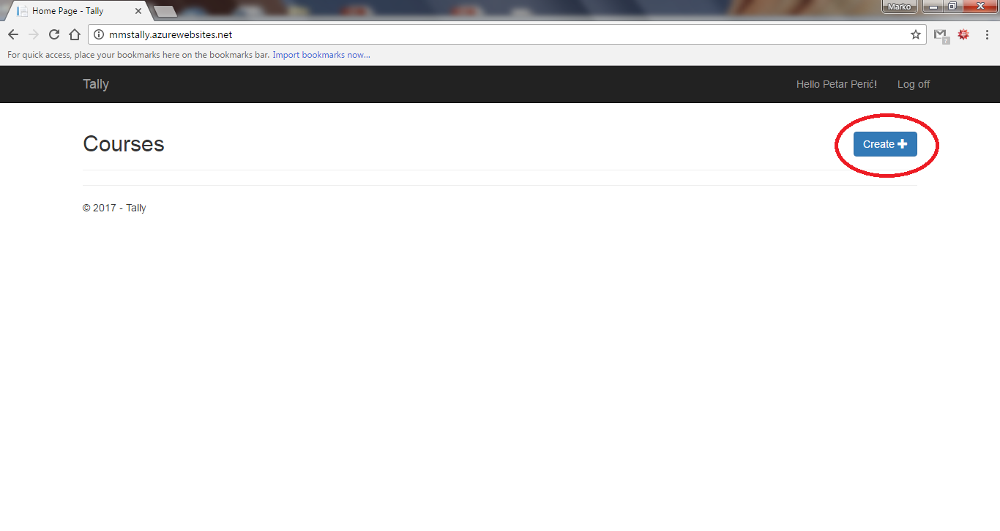 Home Page - Tally
Marko
mmstally.azurewebsites.net
For quick access, place your bookmarks here on the bookmarks bar. Import bookmarks now...
Tally
Hello Petar Perić!
Log off
Courses
Create
© 2017 - Tally